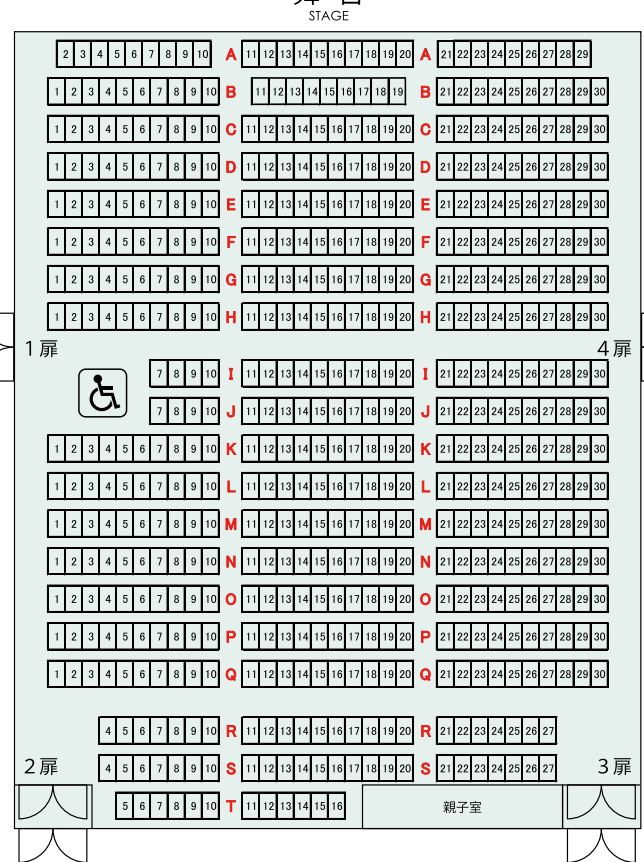 STAGE
2 3 4 5 6 7 8 9 10 A 11 12 13 14 15 16 17 18 19 20 A 21 22 23 24 25 26 27 28 29
1 2 3 4 5 6 7 8 9 10 B 11 12 13 14 15 16 17 18 19 B 21 22 23 24 25 26 27 28 29 30
1 2 3 4 5 6 7 8 9 10 C 11 12 13 14 15 16 17 18 19 20 C 21 22 23 24 25 26 27 28 29 30
1 2 3 4 5 6 7 8 9 10 D 11 12 13 14 15 16 17 18 19 20 D 21 22 23 24 25 26 27 28 29 30
1 2 3 4 5 6 7 8 9 10 E 11 12 13 14 15 16 17 18 19 20 E 21 22 23 24 25 26 27 28 29 30
1 2 3 4 5 6 7 8 9 10 F 11 12 13 14 15 16 17 18 19 20 F 21 22 23 24 25 26 27 28 29 30
1 2 3 4 5 6 7 8 9 10 G 11 12 13 14 15 16 17 18 19 20 G 21 22 23 24 25 26 27 28 29 30
1 2 3 4 5 6 7 8 9 10 H 11 12 13 14 15 16 17 18 19 20 H 21 22 23 24 25 26 27 28 29 30
1扉 4扉
7 8 9 10 I 11 12 13 14 15 16 17 18 19 20 I 21 22 23 24 25 26 27 28 29 30
7 8 9 10 J 11 12 13 14 15 16 17 18 19 20 J 21 22 23 24 25 26 27 28 29 30
1 2 3 4 5 6 7 8 9 10 K 11 12 13 14 15 16 17 18 19 20 K 21 22 23 24 25 26 27 28 29 30
1 2 3 4 5 6 7 8 9 10 L 11 12 13 14 15 16 17 18 19 20 L 21 22 23 24 25 26 27 28 29 30
1 2 3 4 5 6 7 8 9 10 M 11 12 13 14 15 16 17 18 19 20 M 21 22 23 24 25 26 27 28 29 30
1 2 3 4 5 6 7 8 9 10 N 11 12 13 14 15 16 17 18 19 20 N 21 22 23 24 25 26 27 28 29 30
1 2 3 4 5 6 7 8 9 10 O 11 12 13 14 15 16 17 18 19 20 O 21 22 23 24 25 26 27 28 29 30
1 2 3 4 5 6 7 8 9 10 P 11 12 13 14 15 16 17 18 19 20 P 21 22 23 24 25 26 27 28 29 30
1 2 3 4 5 6 7 8 9 10 Q 11 12 13 14 15 16 17 18 19 20 Q 21 22 23 24 25 26 27 28 29 30
4 5 6 7 8 9 10 R 11 12 13 14 15 16 17 18 19 20 R 21 22 23 24 25 26 27
2扉 3扉
4 5 6 7 8 9 10 S 11 12 13 14 15 16 17 18 19 20 S 21 22 23 24 25 26 27
5 6 7 8 9 10 T 11 12 13 14 15 16 親子室